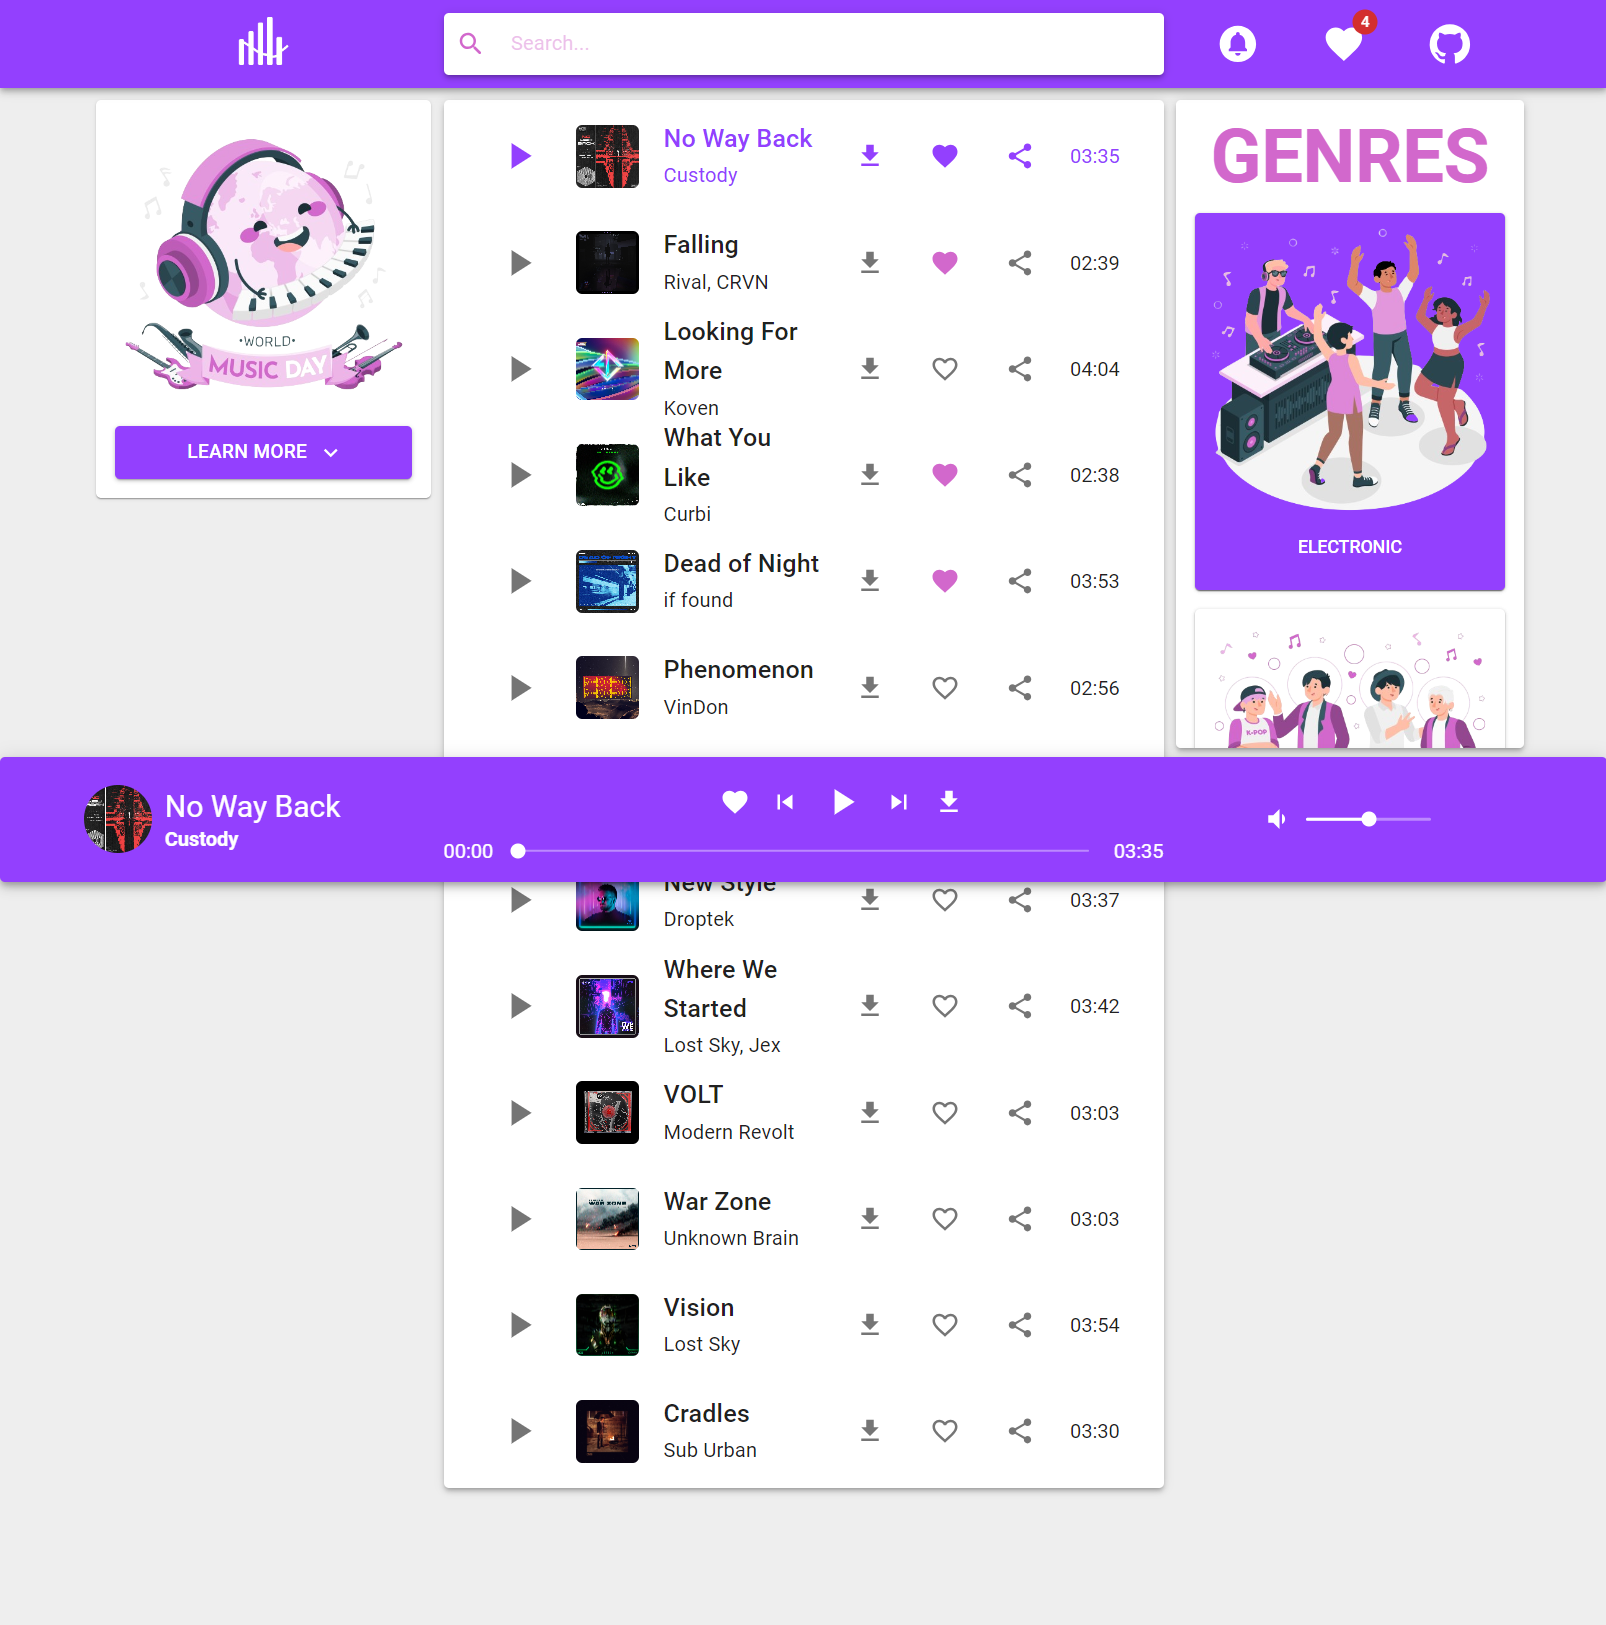 Search...
4
WORLD
MUSIC DAY
LEARN MORE
No Way Back
Custody
03:35
Falling
Rival, CRVN
02:39
Looking For
More
Koven
04:04
What You
Like
Curbi
02:38
Dead of Night
if found
03:53
Phenomenon
VinDon
02:56
GENRES
ELECTRONIC
K-POP
No Way Back
Custody
00:00
03:35
New Style
Droptek
03:37
Where We
Started
Lost Sky, Jex
03:42
VOLT
Modern Revolt
03:03
WAR ZONE
War Zone
Unknown Brain
03:03
Vision
Lost Sky
03:54
Cradles
Sub Urban
03:30